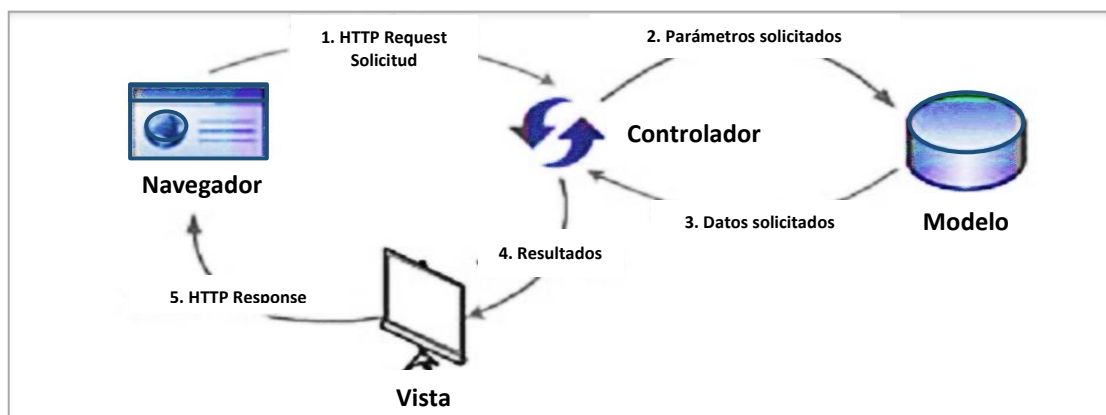 1. HTTP Request
Solicitud
2. Parámetros solicitados
Controlador
Navegador
3. Datos solicitados
Modelo
4. Resultados
5. HTTP Response
Vista